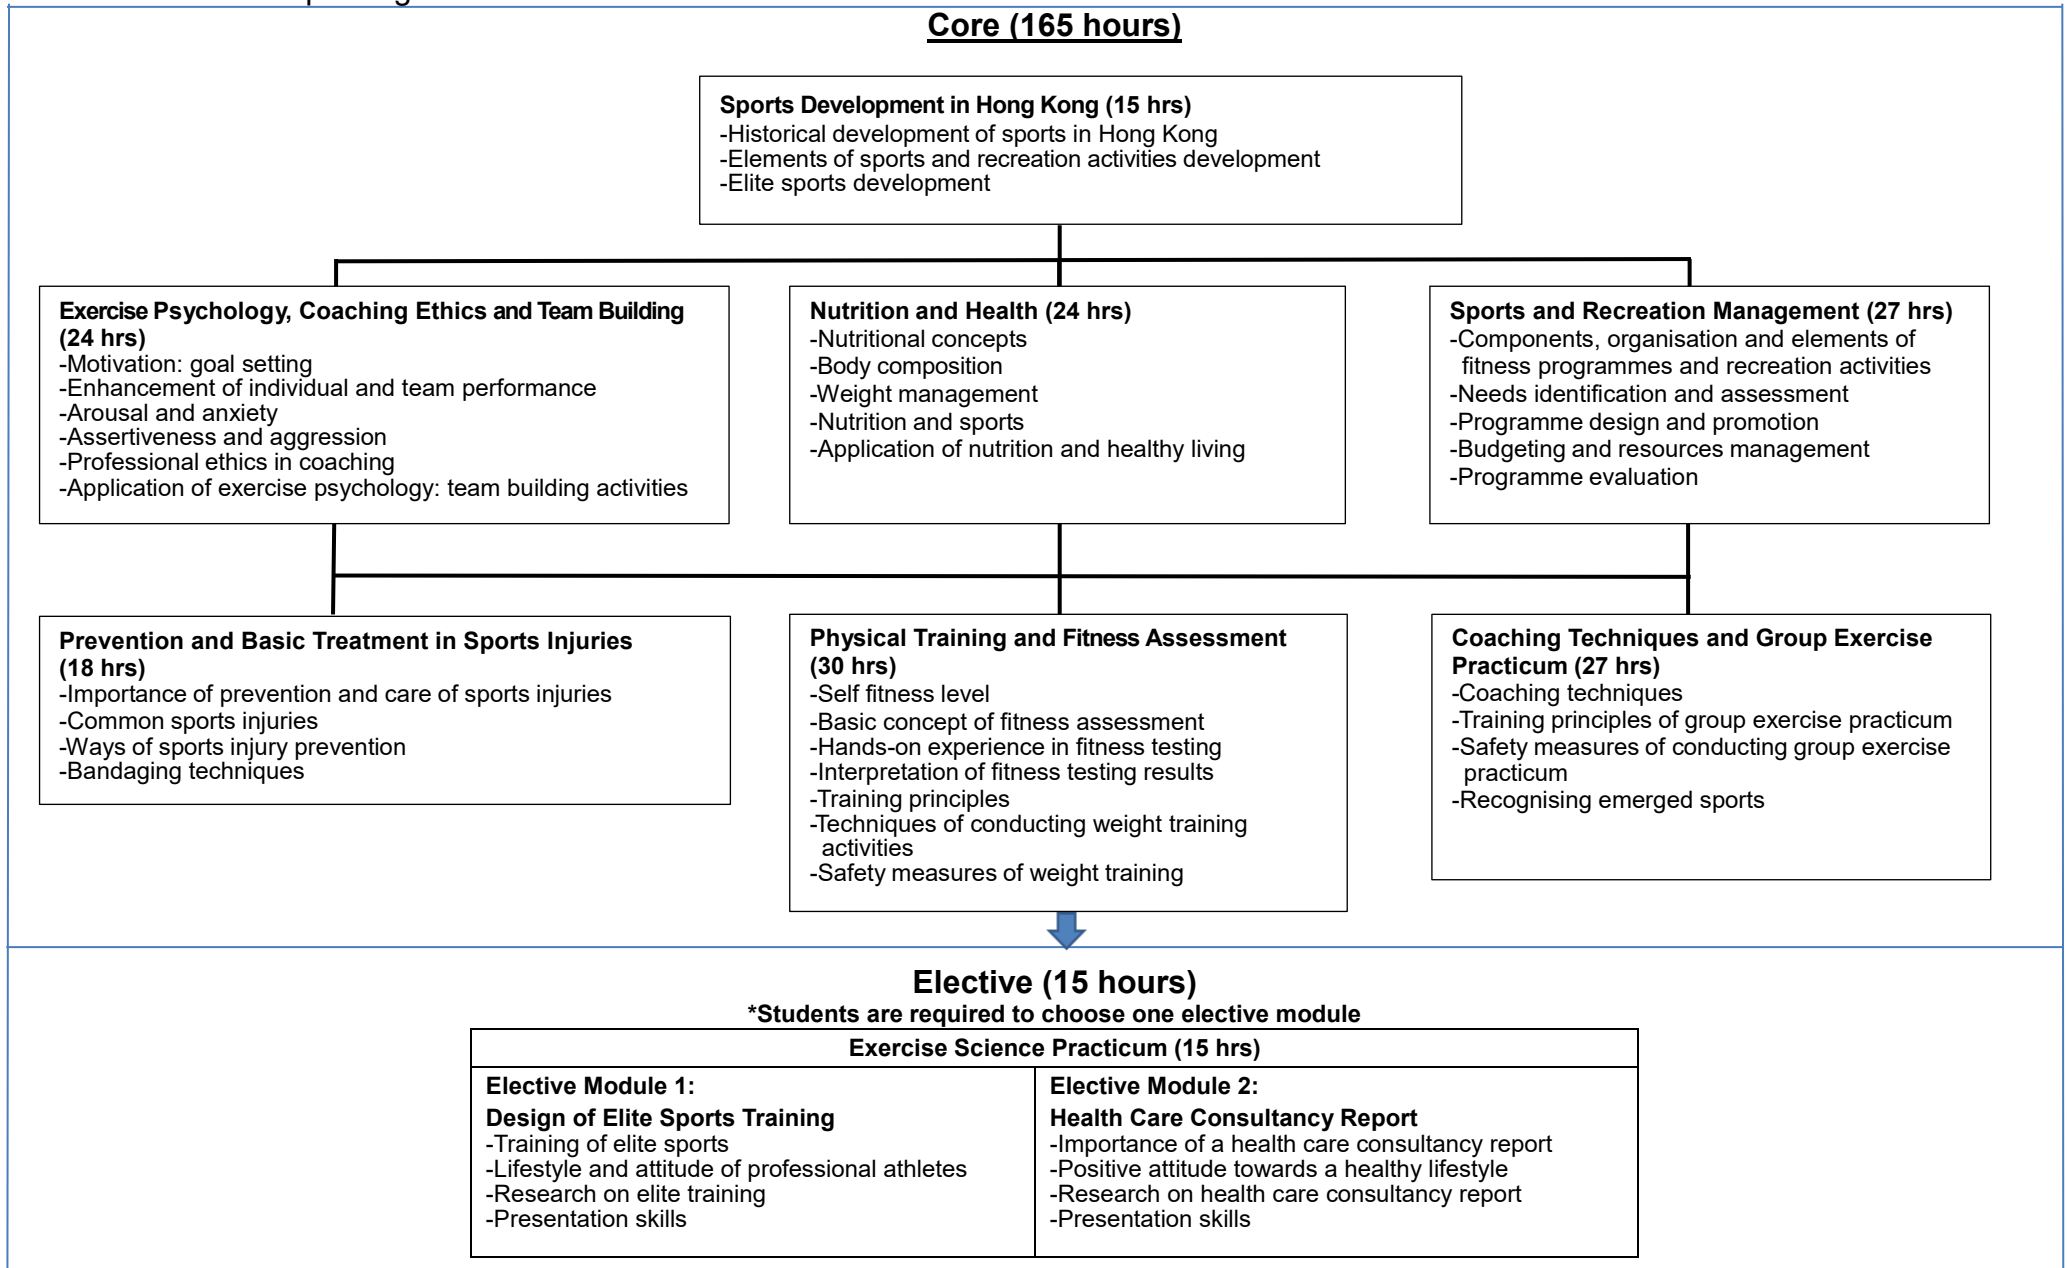 Core (165 hours)
Sports Development in Hong Kong (15 hrs)
-Historical development of sports in Hong Kong
-Elements of sports and recreation activities development
-Elite sports development
Exercise Psychology, Coaching Ethics and Team Building
(24 hrs)
-Motivation: goal setting
-Enhancement of individual and team performance
-Arousal and anxiety
-Assertiveness and aggression
-Professional ethics in coaching
-Application of exercise psychology: team building activities
Nutrition and Health (24 hrs)
-Nutritional concepts
-Body composition
-Weight management
-Nutrition and sports
-Application of nutrition and healthy living
Sports and Recreation Management (27 hrs)
-Components, organisation and elements of
fitness programmes and recreation activities
-Needs identification and assessment
-Programme design and promotion
-Budgeting and resources management
-Programme evaluation
Prevention and Basic Treatment in Sports Injuries
(18 hrs)
-Importance of prevention and care of sports injuries
-Common sports injuries
-Ways of sports injury prevention
-Bandaging techniques
Physical Training and Fitness Assessment
(30 hrs)
-Self fitness level
-Basic concept of fitness assessment
-Hands-on experience in fitness testing
-Interpretation of fitness testing results
-Training principles
-Techniques of conducting weight training
activities
-Safety measures of weight training
Coaching Techniques and Group Exercise
Practicum (27 hrs)
-Coaching techniques
-Training principles of group exercise practicum
-Safety measures of conducting group exercise
practicum
-Recognising emerged sports
Elective (15 hours)
*Students are required to choose one elective module
Exercise Science Practicum (15 hrs)
Elective Module 1:
Design of Elite Sports Training
-Training of elite sports
-Lifestyle and attitude of professional athletes
-Research on elite training
-Presentation skills
Elective Module 2:
Health Care Consultancy Report
-Importance of a health care consultancy report
-Positive attitude towards a healthy lifestyle
-Research on health care consultancy report
-Presentation skills